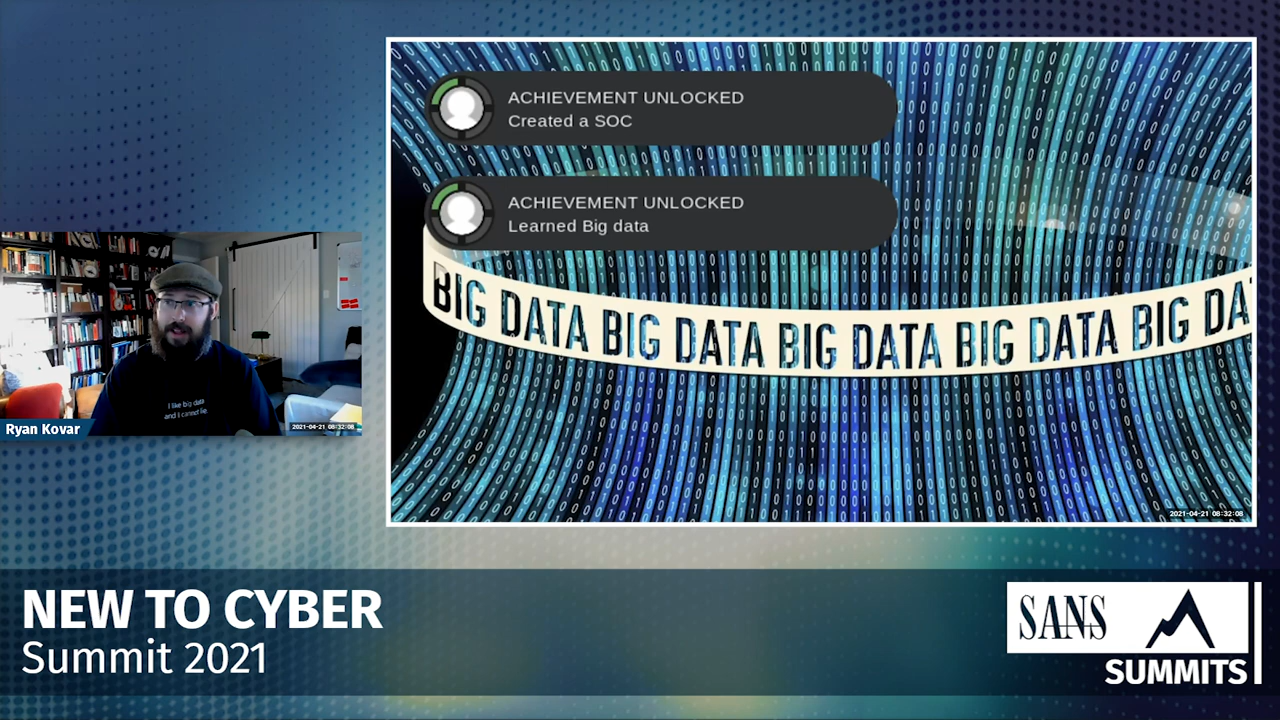 ACHIEVEMENT UNLOCKED
Created a SOC
ACHIEVEMENT UNLOCKED
Learned Big data
BIG DATA BIG DATA BIG DATA BIG DATA BIG DA
2021-04-21 08:32:08
I like big data
and I cannot lie.
Ryan Kovar
2021-04-21 08:32:08
NEW TO CYBER
Summit 2021
SANS
SUMMITS